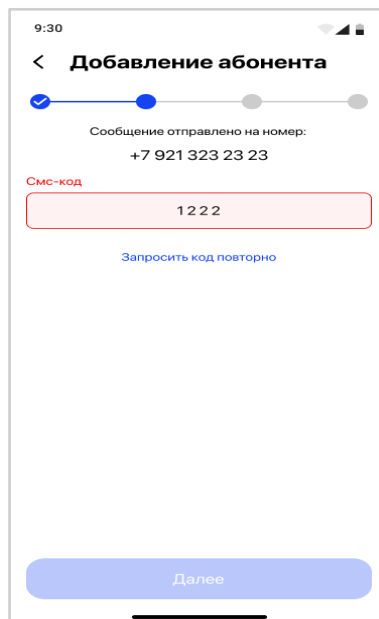 9:30
Добавление абонента
Сообщение отправлено на номер:
+7 921 323 23 23
Смс-код
1222
Запросить код повторно
Далее